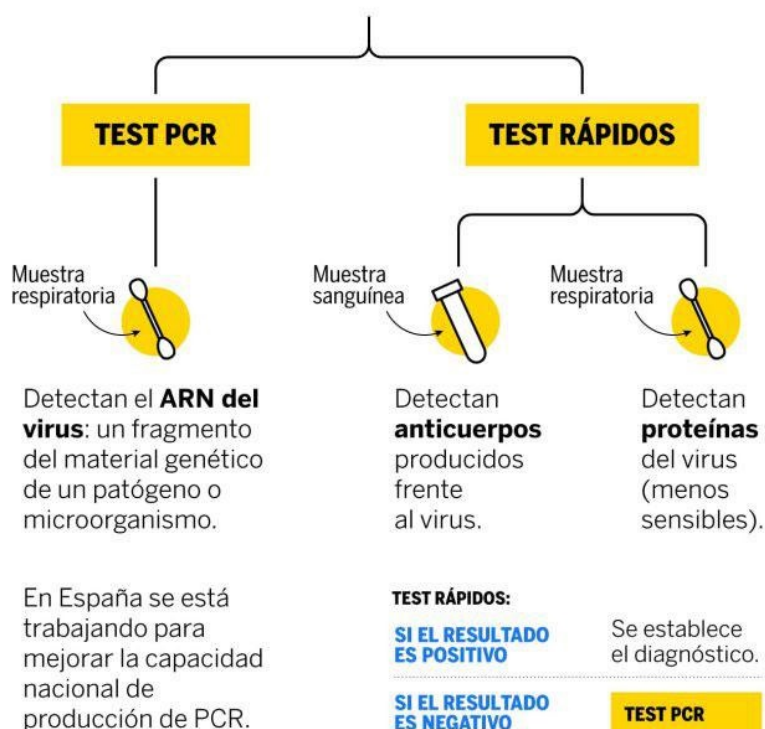 TEST PCR
TEST RÁPIDOS
Muestra
respiratoria
Muestra
sanguínea
Muestra
respiratoria
Detectan el ARN del
virus: un fragmento
del material genético
de un patógeno o
microorganismo.
Detectan
anticuerpos
producidos
frente
al virus.
Detectan
proteínas
del virus
(menos
sensibles).
En España se está
trabajando para
mejorar la capacidad
nacional de
producción de PCR.
TEST RÁPIDOS:
SI EL RESULTADO
ES POSITIVO
Se establece
el diagnóstico.
SI EL RESULTADO
ES NEGATIVO
TEST PCR